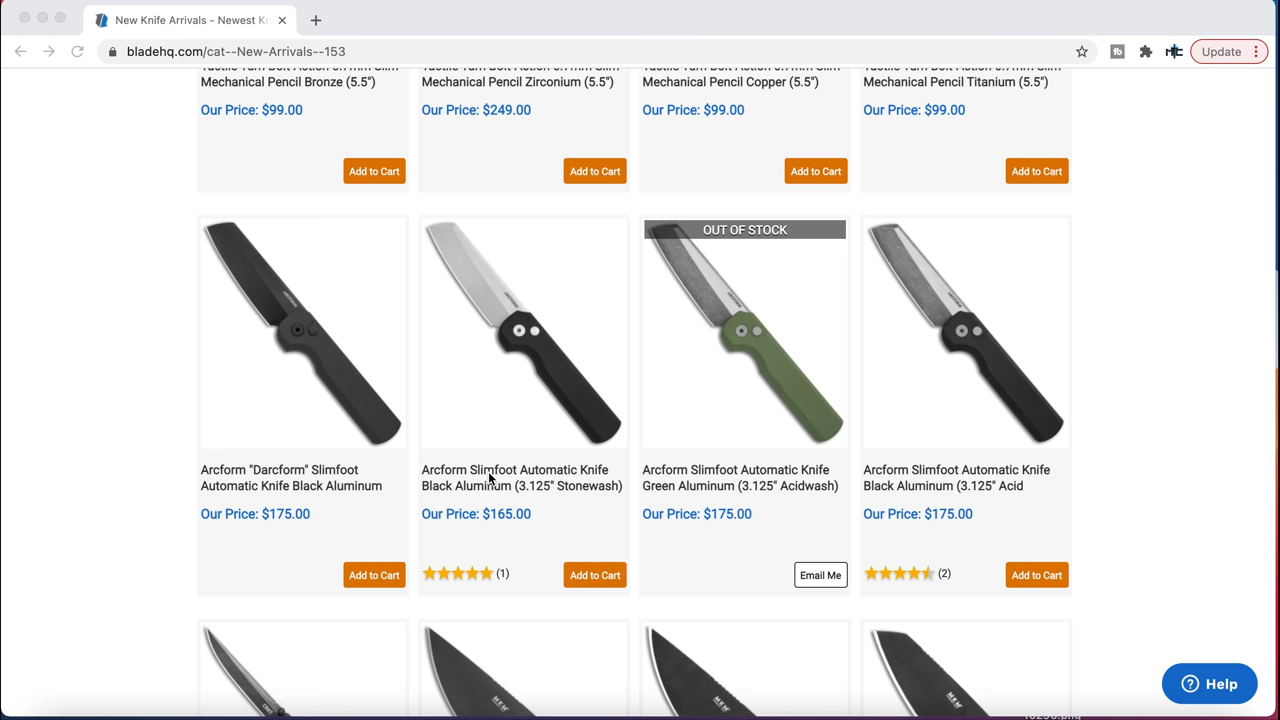 New Knife Arrivals - Newest Kn
bladehq.com/cat--New-Arrivals--153
Update
Mechanical Pencil Bronze (5.5")
Our Price: $99.00
Add to Cart
Mechanical Pencil Zirconium (5.5")
Our Price: $249.00
Add to Cart
Mechanical Pencil Copper (5.5")
Our Price: $99.00
Add to Cart
Mechanical Pencil Titanium (5.5")
Our Price: $99.00
Add to Cart
Arcform "Darcform" Slimfoot
Automatic Knife Black Aluminum
Our Price: $175.00
Add to Cart
Arcform Slimfoot Automatic Knife
Black Aluminum (3.125" Stonewash)
Our Price: $165.00
(1)
Add to Cart
OUT OF STOCK
Arcform Slimfoot Automatic Knife
Green Aluminum (3.125" Acidwash)
Our Price: $175.00
Email Me
Arcform Slimfoot Automatic Knife
Black Aluminum (3.125" Acid
Our Price: $175.00
(2)
Add to Cart
? Help